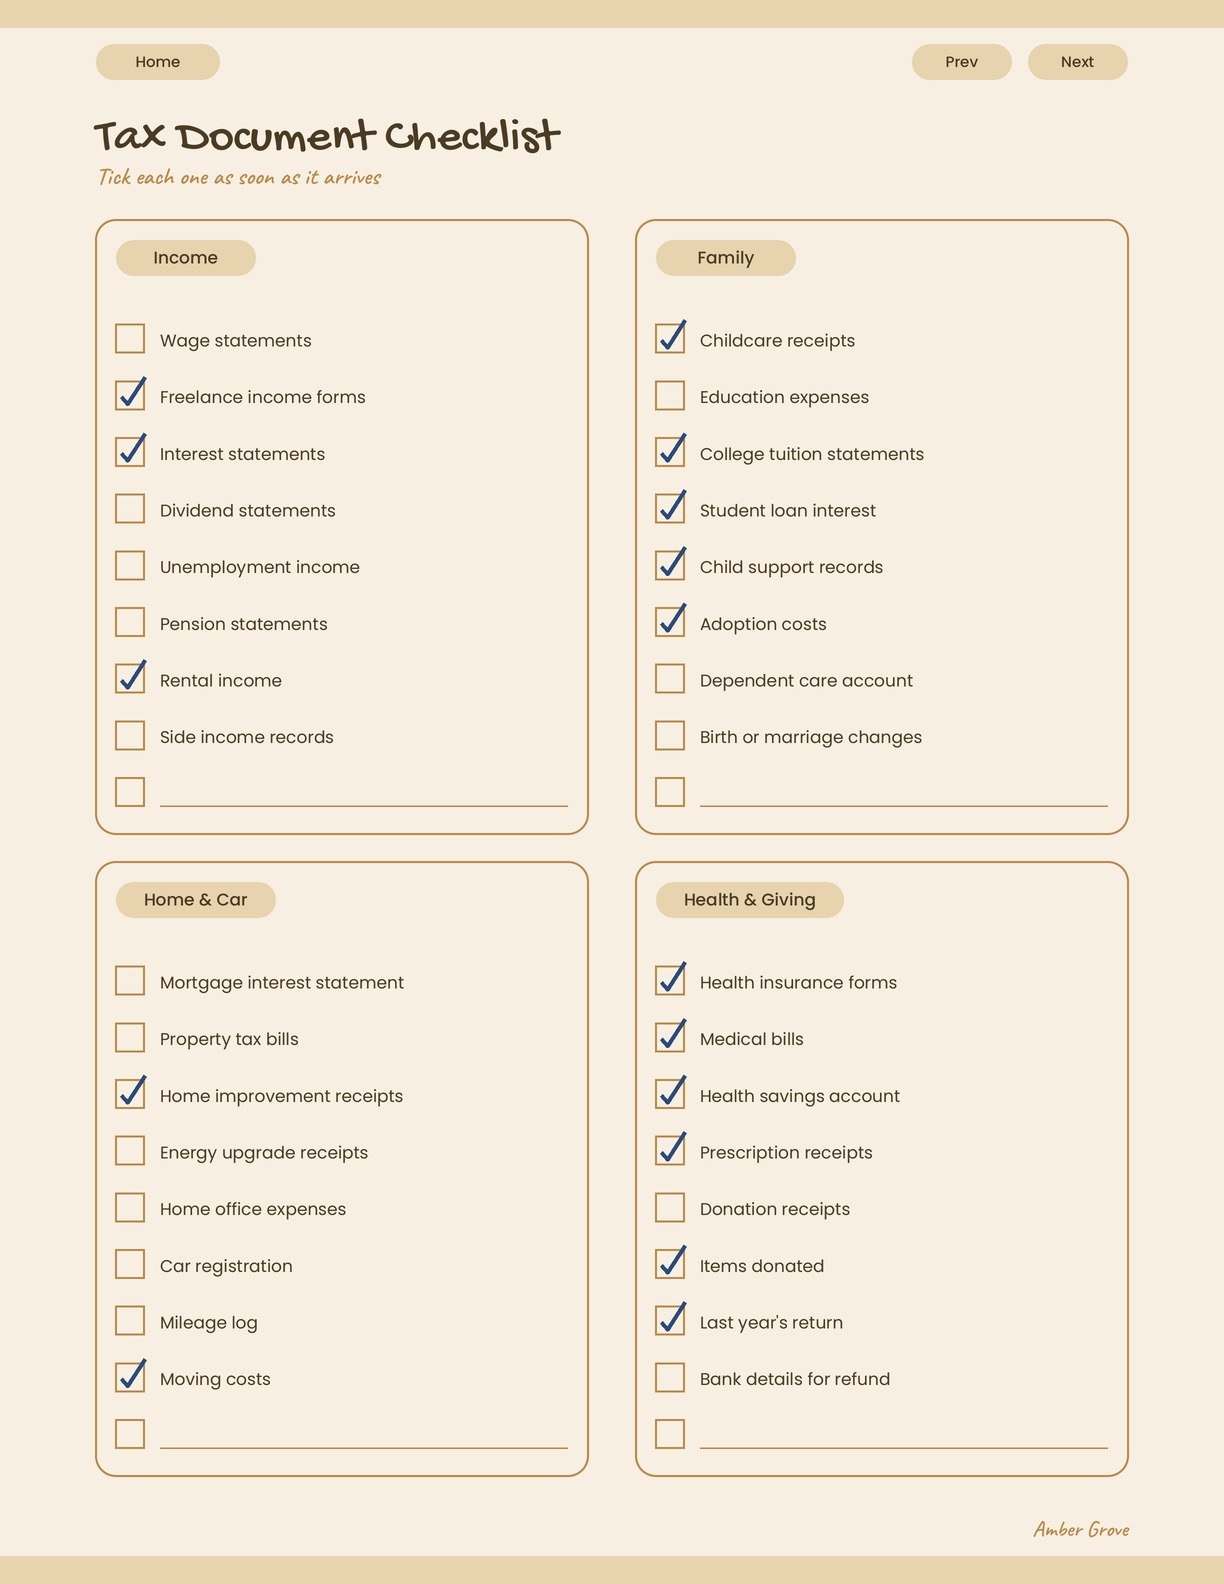 Home
Prev
Next
Tax Document Checklist
Tick each one as soon as it arrives
Income
Wage statements
Freelance income forms
Interest statements
Dividend statements
Unemployment income
Pension statements
Rental income
Side income records
Family
Childcare receipts
Education expenses
College tuition statements
Student loan interest
Child support records
Adoption costs
Dependent care account
Birth or marriage changes
Home & Car
Mortgage interest statement
Property tax bills
Home improvement receipts
Energy upgrade receipts
Home office expenses
Car registration
Mileage log
Moving costs
Health & Giving
Health insurance forms
Medical bills
Health savings account
Prescription receipts
Donation receipts
Items donated
Last year's return
Bank details for refund
Amber Grove